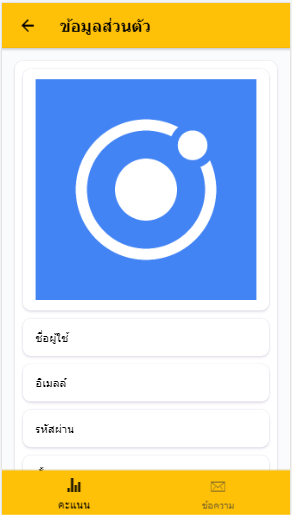 ข้อมูลส่วนตัว
ชื่อผู้ใช้
อีเมลล์
รหัสผ่าน
คะแนน
ข้อความ